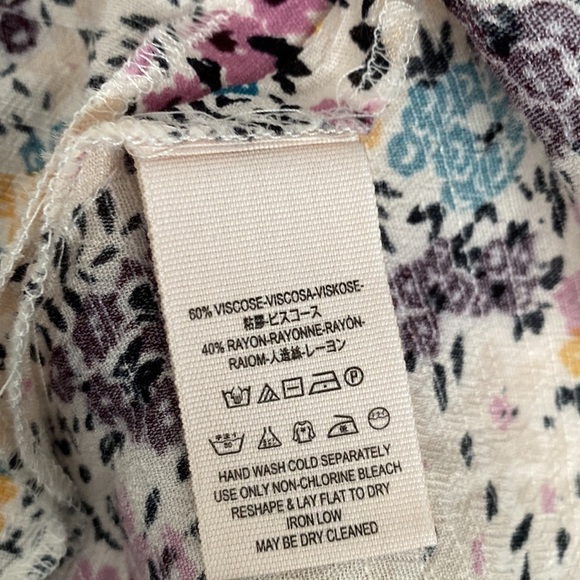 60% VISCOSE-VISCOSA-VISKOSE-
粘膠-ビスコース
40% RAYON-RAYONNE-RAYÓN-
RAIOM-人造絲-レーヨン
P
HAND WASH COLD SEPARATELY
USE ONLY NON-CHLORINE BLEACH
RESHAPE & LAY FLAT TO DRY
IRON LOW
MAY BE DRY CLEANED